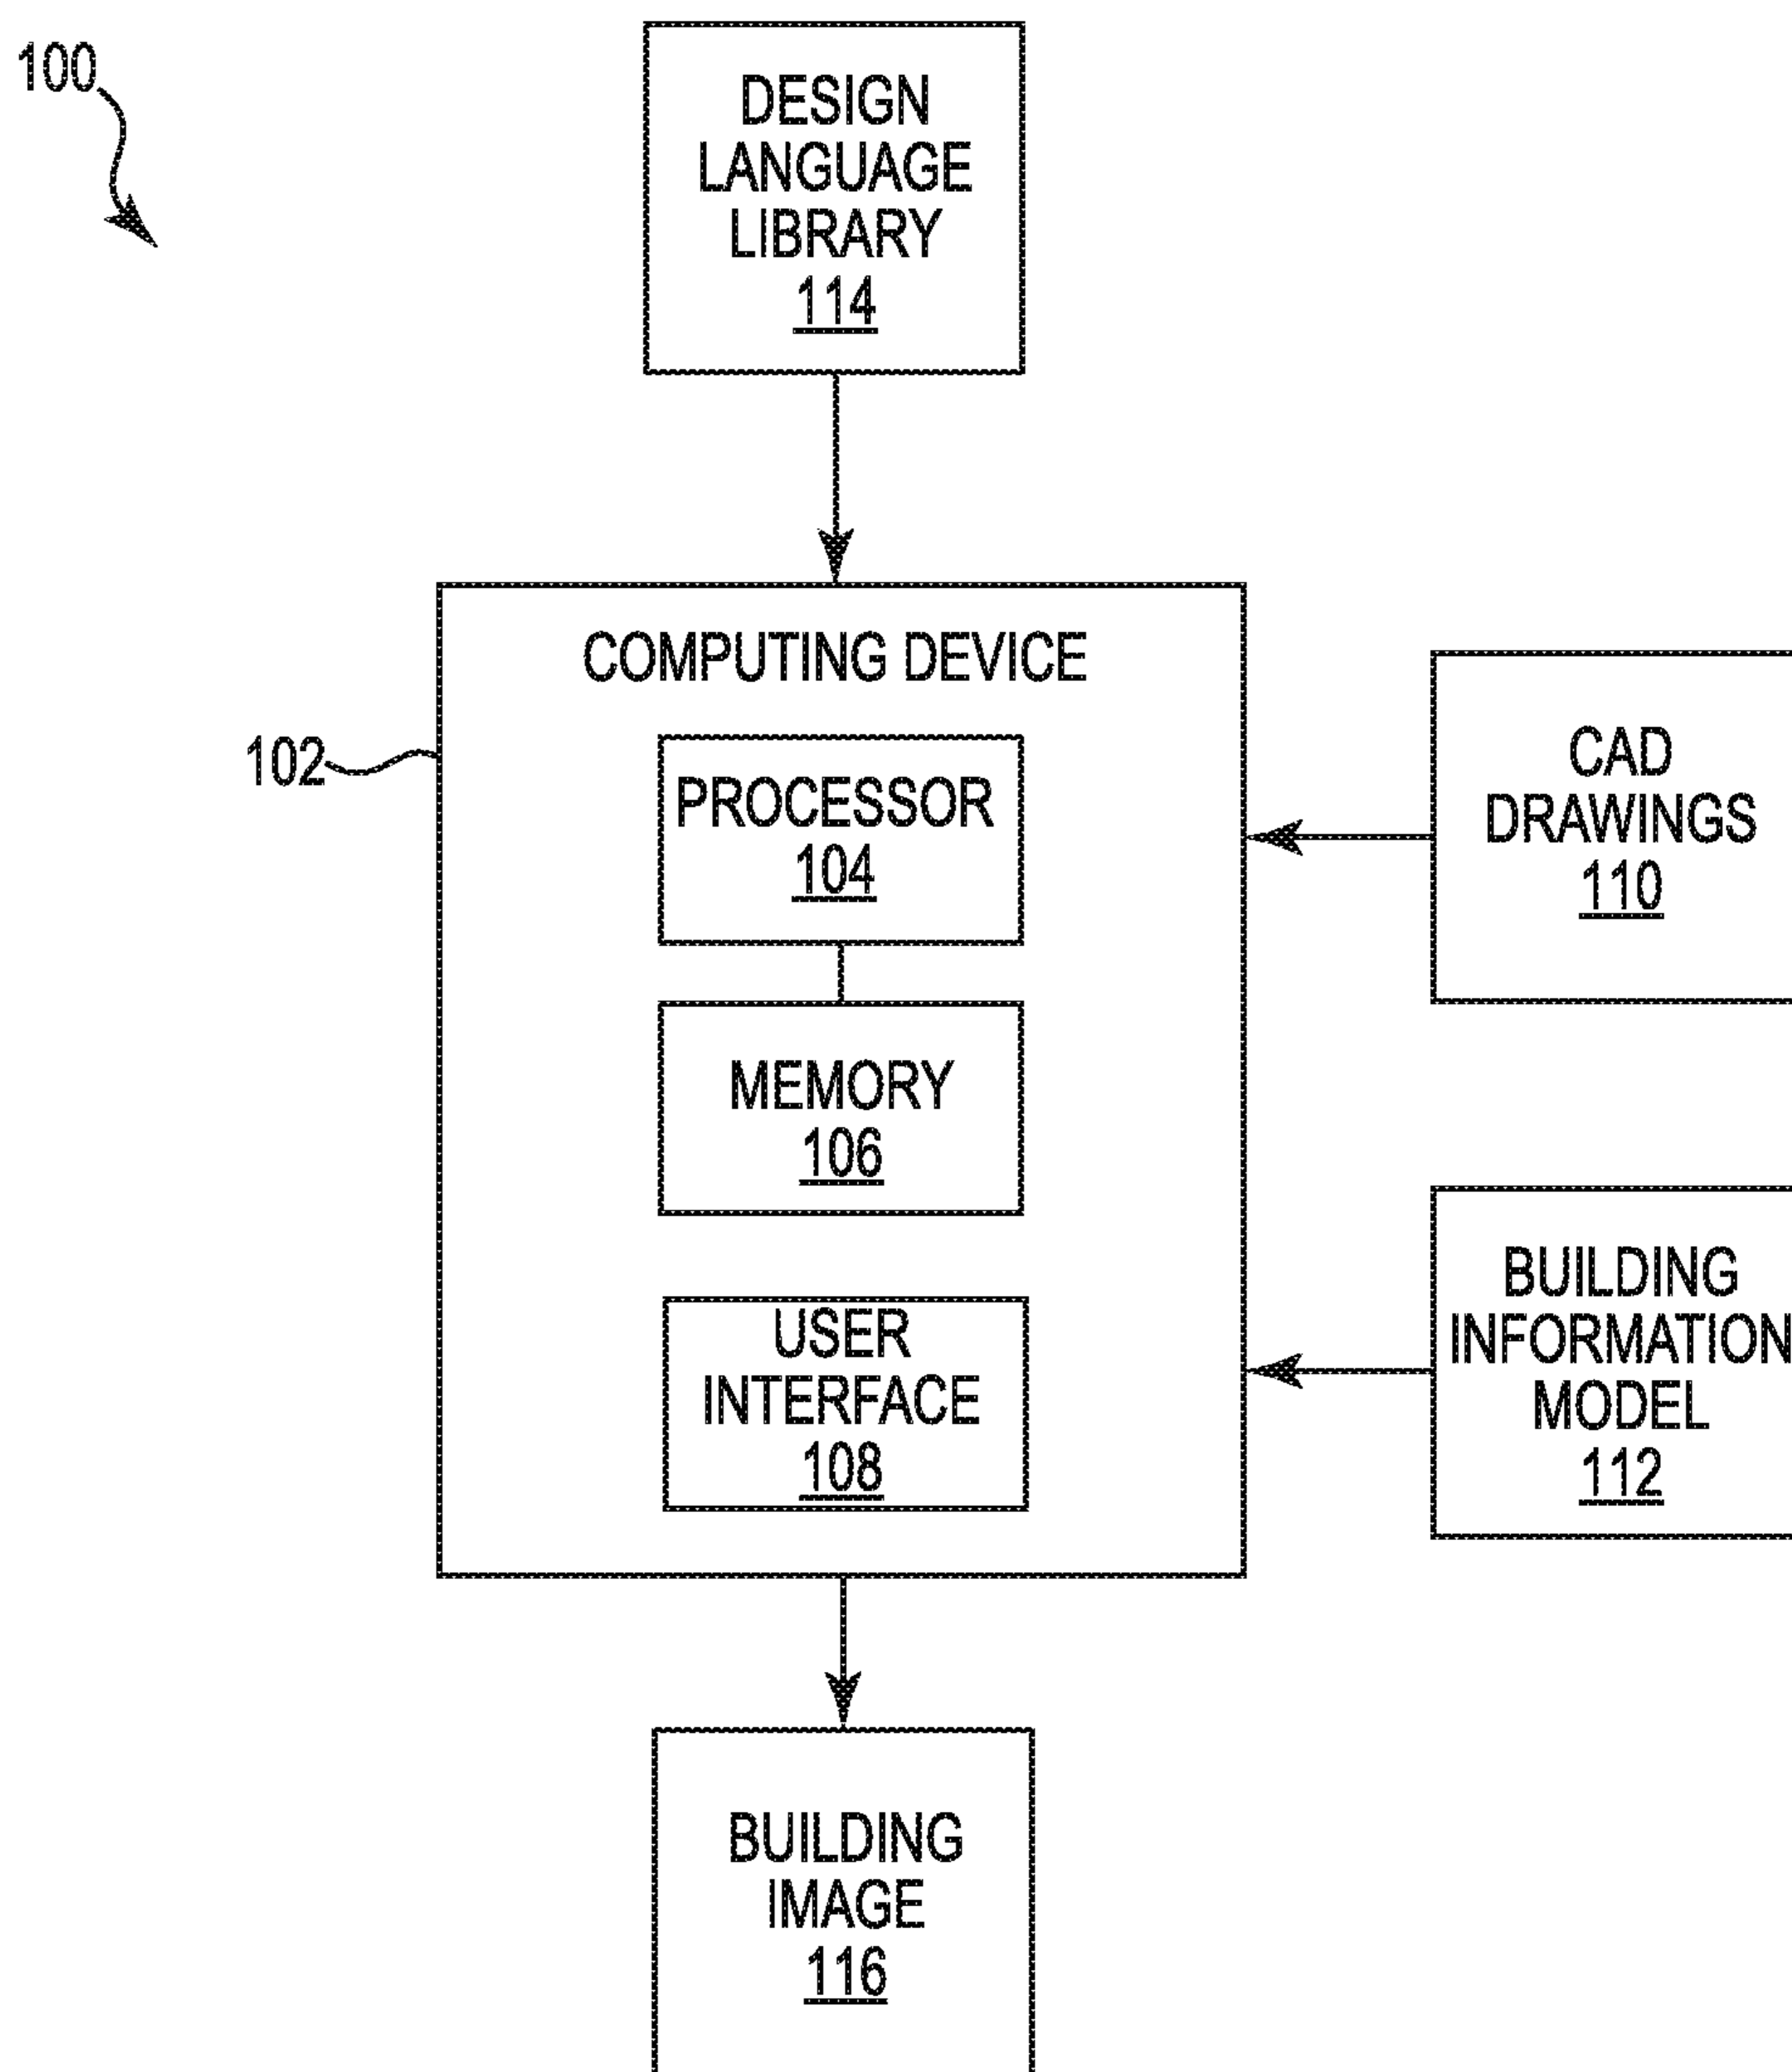 100
DESIGN
LANGUAGE
LIBRARY
114
COMPUTING DEVICE
102
PROCESSOR
104
MEMORY
106
USER
INTERFACE
108
CAD
DRAWINGS
110
BUILDING
INFORMATION
MODEL
112
BUILDING
IMAGE
116